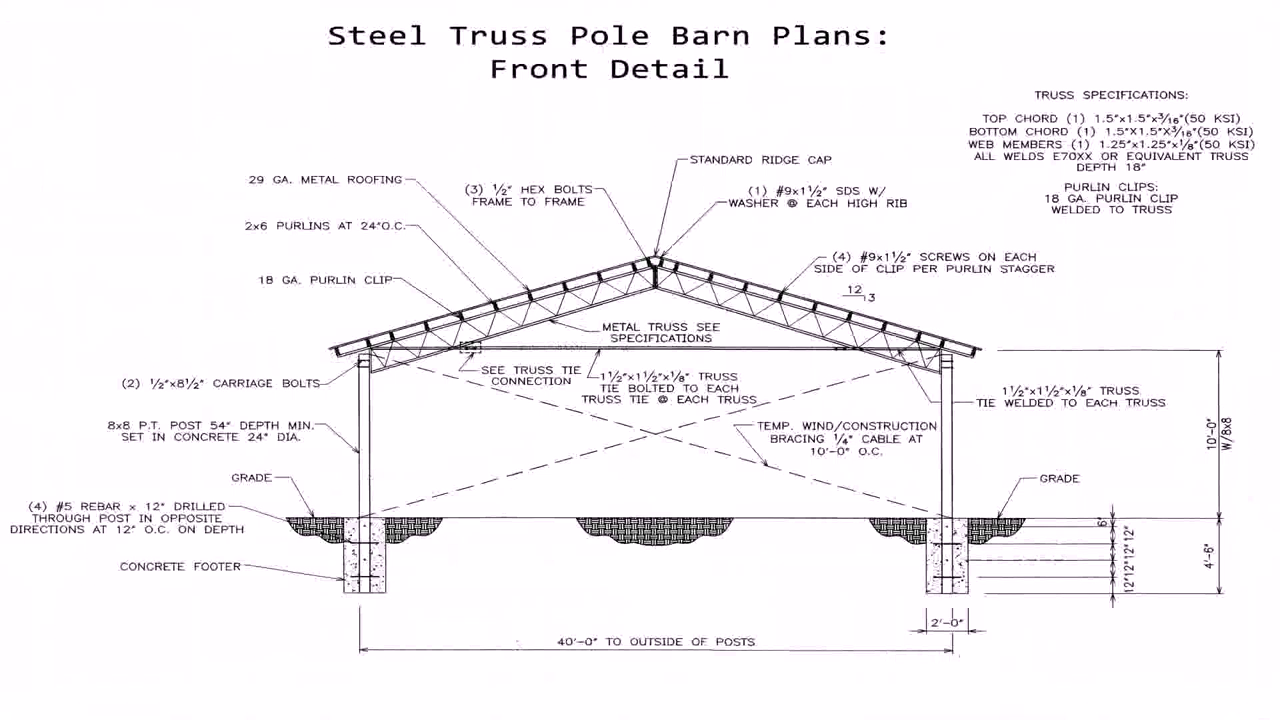 Steel Truss Pole Barn Plans:
Front Detail
TRUSS SPECIFICATIONS:
TOP CHORD (1) 1.5"x1.5"x3/16"(50 KSI)
BOTTOM CHORD (1) 1.5"X1.5"X3/16"(50 KSI)
WEB MEMBERS (1) 1.25"x1.25"x1/8"(50 KSI)
ALL WELDS E70XX OR EQUIVALENT TRUSS
DEPTH 18"
PURLIN CLIPS:
18 GA. PURLIN CLIP
WELDED TO TRUSS
STANDARD RIDGE CAP
29 GA. METAL ROOFING
(3) 1/2" HEX BOLTS
FRAME TO FRAME
(1) #9x1 1/2" SDS W/
WASHER @ EACH HIGH RIB
2x6 PURLINS AT 24"O.C.
18 GA. PURLIN CLIP
(4) #9x1 1/2" SCREWS ON EACH
SIDE OF CLIP PER PURLIN STAGGER
12
3
METAL TRUSS SEE
SPECIFICATIONS
SEE TRUSS TIE
CONNECTION
1 1/2"x1 1/2"x1/8" TRUSS
TIE BOLTED TO EACH
TRUSS TIE @ EACH TRUSS
1 1/2"x1 1/2"x1/8" TRUSS
TIE WELDED TO EACH TRUSS
(2) 1/2"x8 1/2" CARRIAGE BOLTS
8x8 P.T. POST 54" DEPTH MIN.
SET IN CONCRETE 24" DIA.
TEMP. WIND/CONSTRUCTION
BRACING 1/4" CABLE AT
10'-0" O.C.
10'-0"
W/8x8
GRADE
GRADE
(4) #5 REBAR x 12" DRILLED
THROUGH POST IN OPPOSITE
DIRECTIONS AT 12" O.C. ON DEPTH
CONCRETE FOOTER
6"
12"12"12"12"
4'-6"
2'-0"
40'-0" TO OUTSIDE OF POSTS